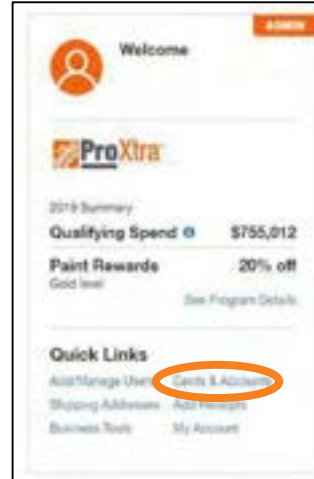 ADMIN
Welcome
ProXtra
2019 Summary
Qualifying Spend $755,012
Paint Rewards 20% off
Gold level
See Program Details
Quick Links
Add/Manage Users Cards & Accounts
Shipping Addresses Add Receipts
Business Tools My Account